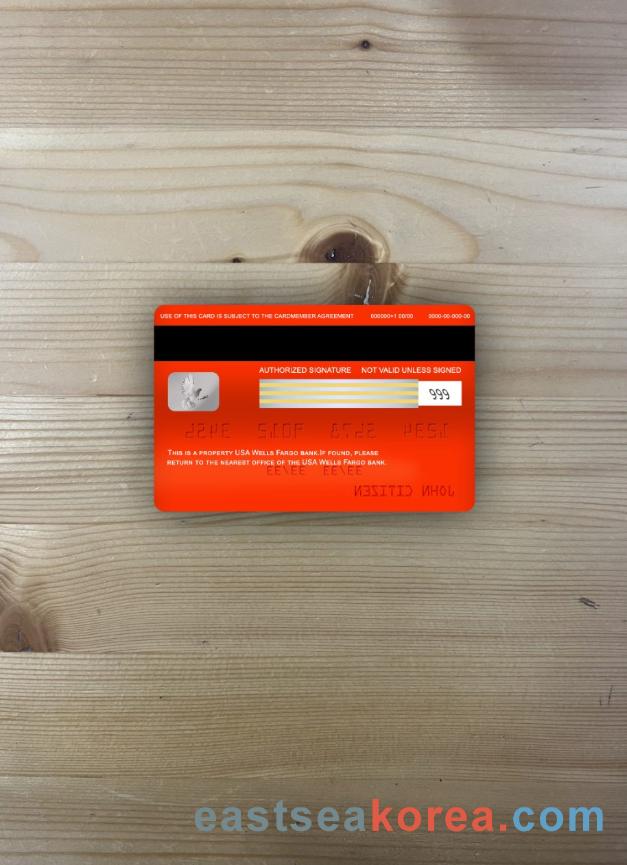 USE OF THIS CARD IS SUBJECT TO THE CARDMEMBER AGREEMENT 000000+1 00/00 0000-00-000-00
AUTHORIZED SIGNATURE NOT VALID UNLESS SIGNED
999
THIS IS A PROPERTY USA WELLS FARGO BANK.IF FOUND, PLEASE
RETURN TO THE NEAREST OFFICE OF THE USA WELLS FARGO BANK.
JOHN CITIZEN
eastseakorea.com